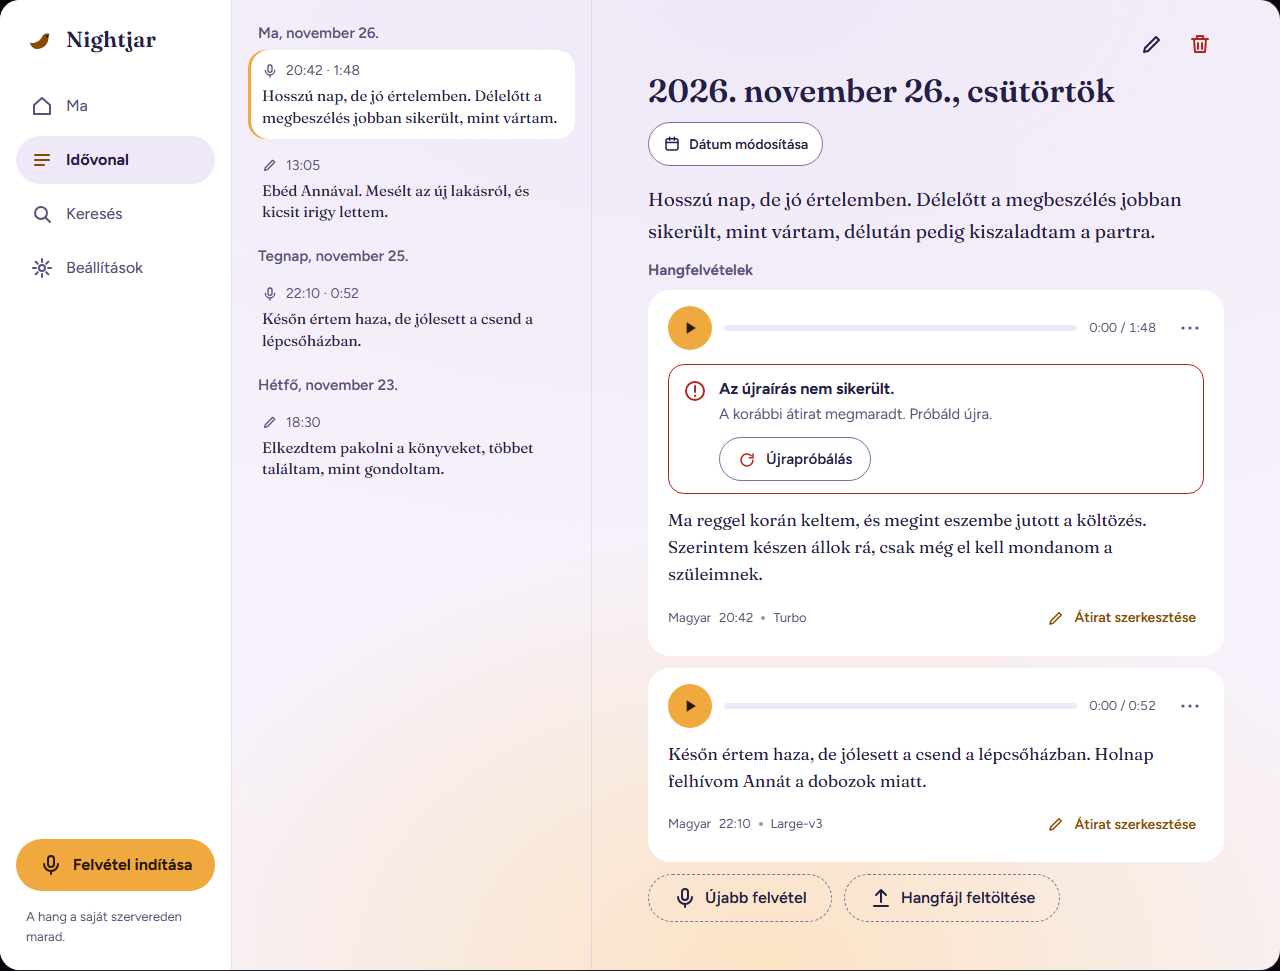 Nightjar
Ma
Idővonal
Keresés
Beállítások
Felvétel indítása
A hang a saját szervereden
marad.
Ma, november 26.
20:42 · 1:48
Hosszú nap, de jó értelemben. Délelőtt a
megbeszélés jobban sikerült, mint vártam.
13:05
Ebéd Annával. Mesélt az új lakásról, és
kicsit irigy lettem.
Tegnap, november 25.
22:10 · 0:52
Későn értem haza, de jólesett a csend a
lépcsőházban.
Hétfő, november 23.
18:30
Elkezdtem pakolni a könyveket, többet
találtam, mint gondoltam.
2026. november 26., csütörtök
Dátum módosítása
Hosszú nap, de jó értelemben. Délelőtt a megbeszélés jobban
sikerült, mint vártam, délután pedig kiszaladtam a partra.
Hangfelvételek
0:00 / 1:48
Az újraírás nem sikerült.
A korábbi átirat megmaradt. Próbáld újra.
Újrapróbálás
Ma reggel korán keltem, és megint eszembe jutott a költözés.
Szerintem készen állok rá, csak még el kell mondanom a
szüleimnek.
Magyar 20:42 • Turbo
Átirat szerkesztése
0:00 / 0:52
Későn értem haza, de jólesett a csend a lépcsőházban. Holnap
felhívom Annát a dobozok miatt.
Magyar 22:10 • Large-v3
Átirat szerkesztése
Újabb felvétel
Hangfájl feltöltése